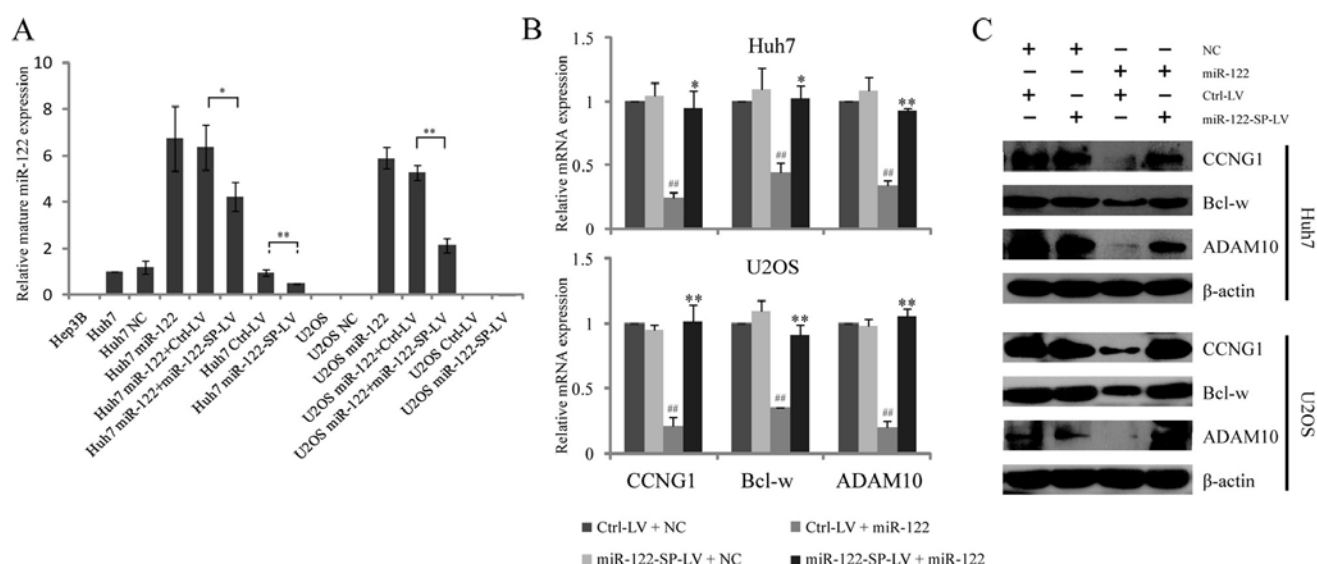 A
Relative mature miR-122 expression
10
8
6
4
2
0
*
**
**
Hep3B
Huh7
Huh7 NC
Huh7 miR-122
Huh7 miR-122+Ctrl-LV
Huh7 miR-122+miR-122-SP-LV
Huh7 Ctrl-LV
Huh7 miR-122-SP-LV
U2OS
U2OS NC
U2OS miR-122
U2OS miR-122+Ctrl-LV
U2OS miR-122+miR-122-SP-LV
U2OS Ctrl-LV
U2OS miR-122-SP-LV
B
Huh7
Relative mRNA expression
1.5
1
0.5
0
## * ## * ## **
U2OS
Relative mRNA expression
1.5
1
0.5
0
## ** ## ** ## **
CCNG1 Bcl-w ADAM10
Ctrl-LV + NC Ctrl-LV + miR-122
miR-122-SP-LV + NC miR-122-SP-LV + miR-122
C
+ + − − NC
− − + + miR-122
+ − + − Ctrl-LV
− + − + miR-122-SP-LV
CCNG1
Bcl-w
ADAM10
β-actin
Huh7
CCNG1
Bcl-w
ADAM10
β-actin
U2OS